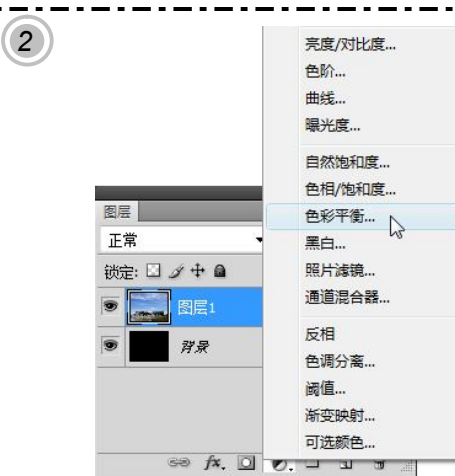 2
亮度/对比度...
色阶...
曲线...
曝光度...
自然饱和度...
色相/饱和度...
色彩平衡...
黑白...
照片滤镜...
通道混合器...
反相
色调分离...
阈值...
渐变映射...
可选颜色...
图层
正常
锁定:
图层1
背景
fx.